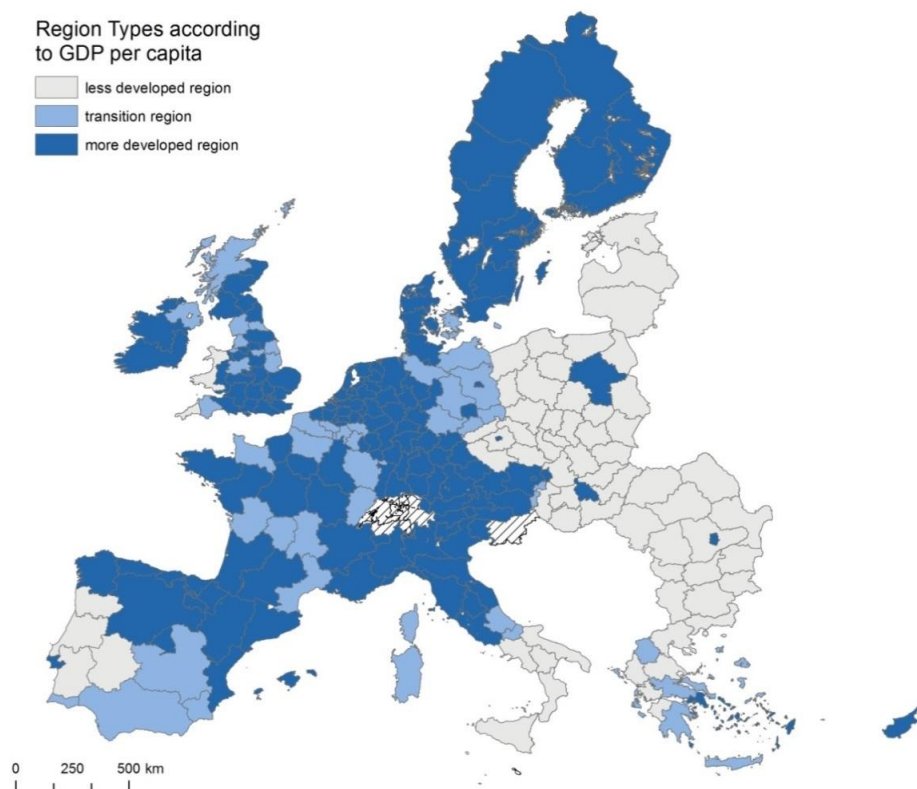 Region Types according
to GDP per capita
less developed region
transition region
more developed region
0 250 500 km